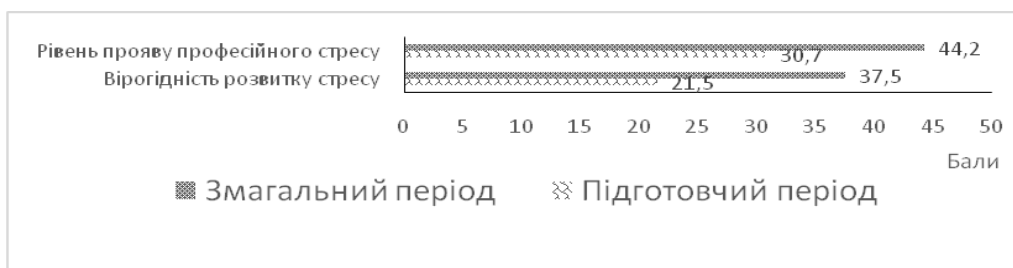 Рівень прояву професійного стресу
44,2
30,7
Вірогідність розвитку стресу
37,5
21,5
0 5 10 15 20 25 30 35 40 45 50
Бали
Змагальний період Підготовчий період